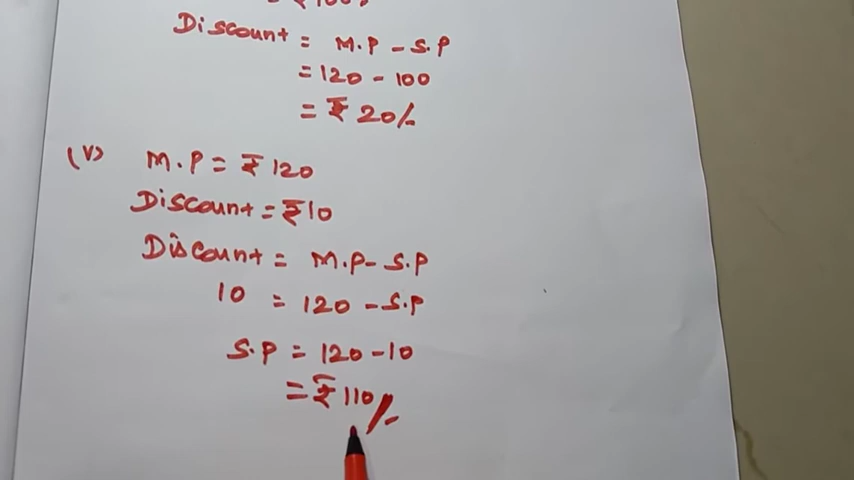 Discount = M.P - S.P
= 120 - 100
= ₹ 20/-
(V) M.P = ₹ 120
Discount = ₹10
Discount = M.P - S.P
10 = 120 - S.P
S.P = 120 - 10
= ₹ 110/-